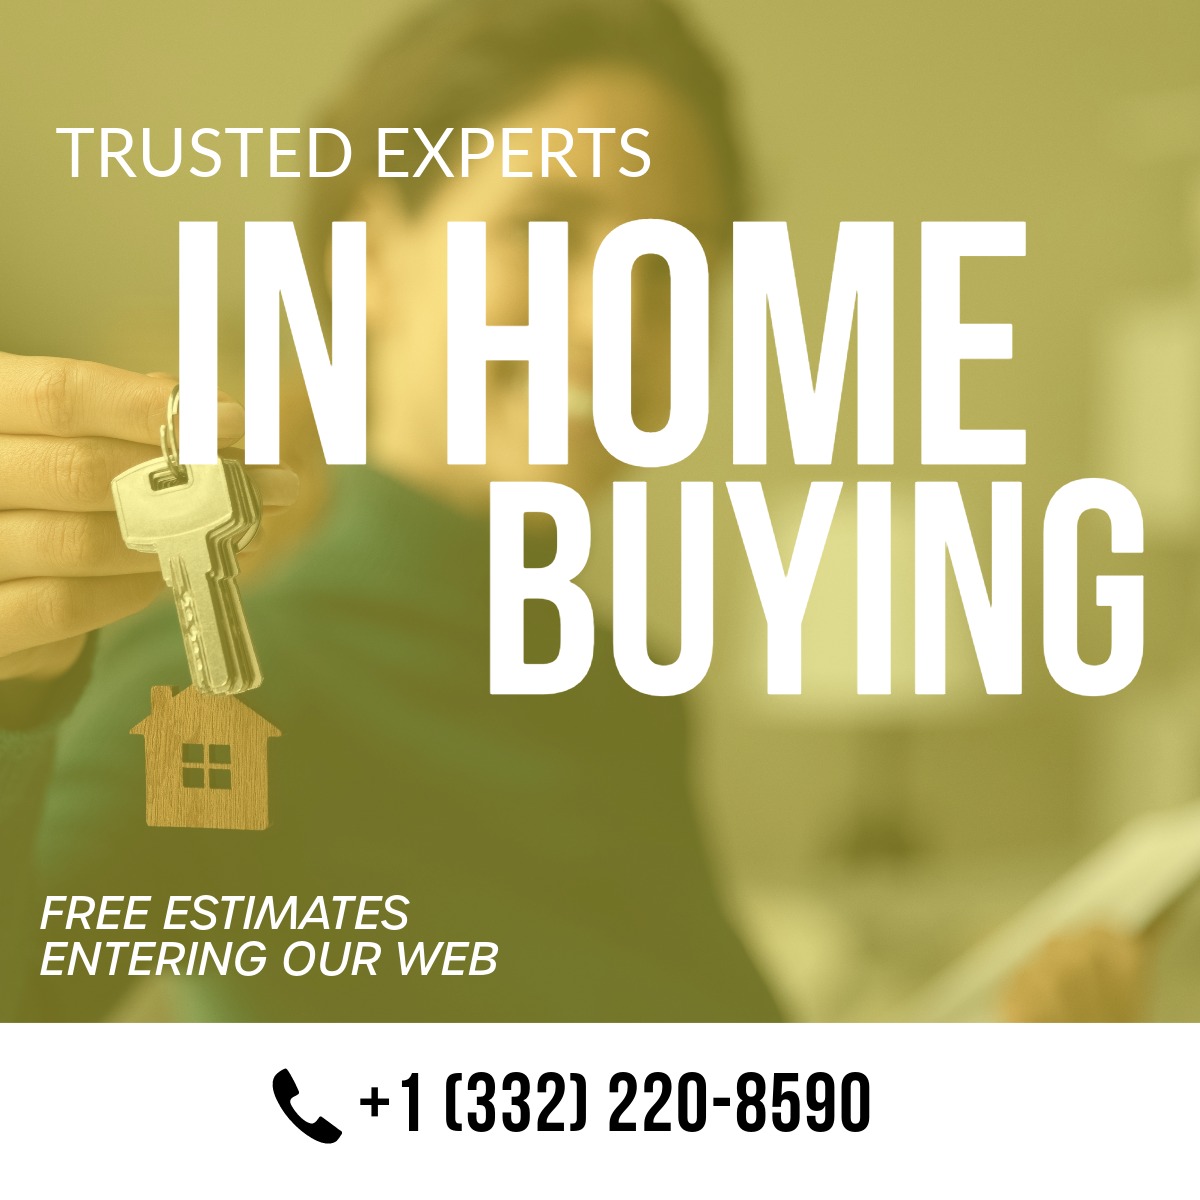 TRUSTED EXPERTS
IN HOME
BUYING
FREE ESTIMATES
ENTERING OUR WEB
+1 (332) 220-8590